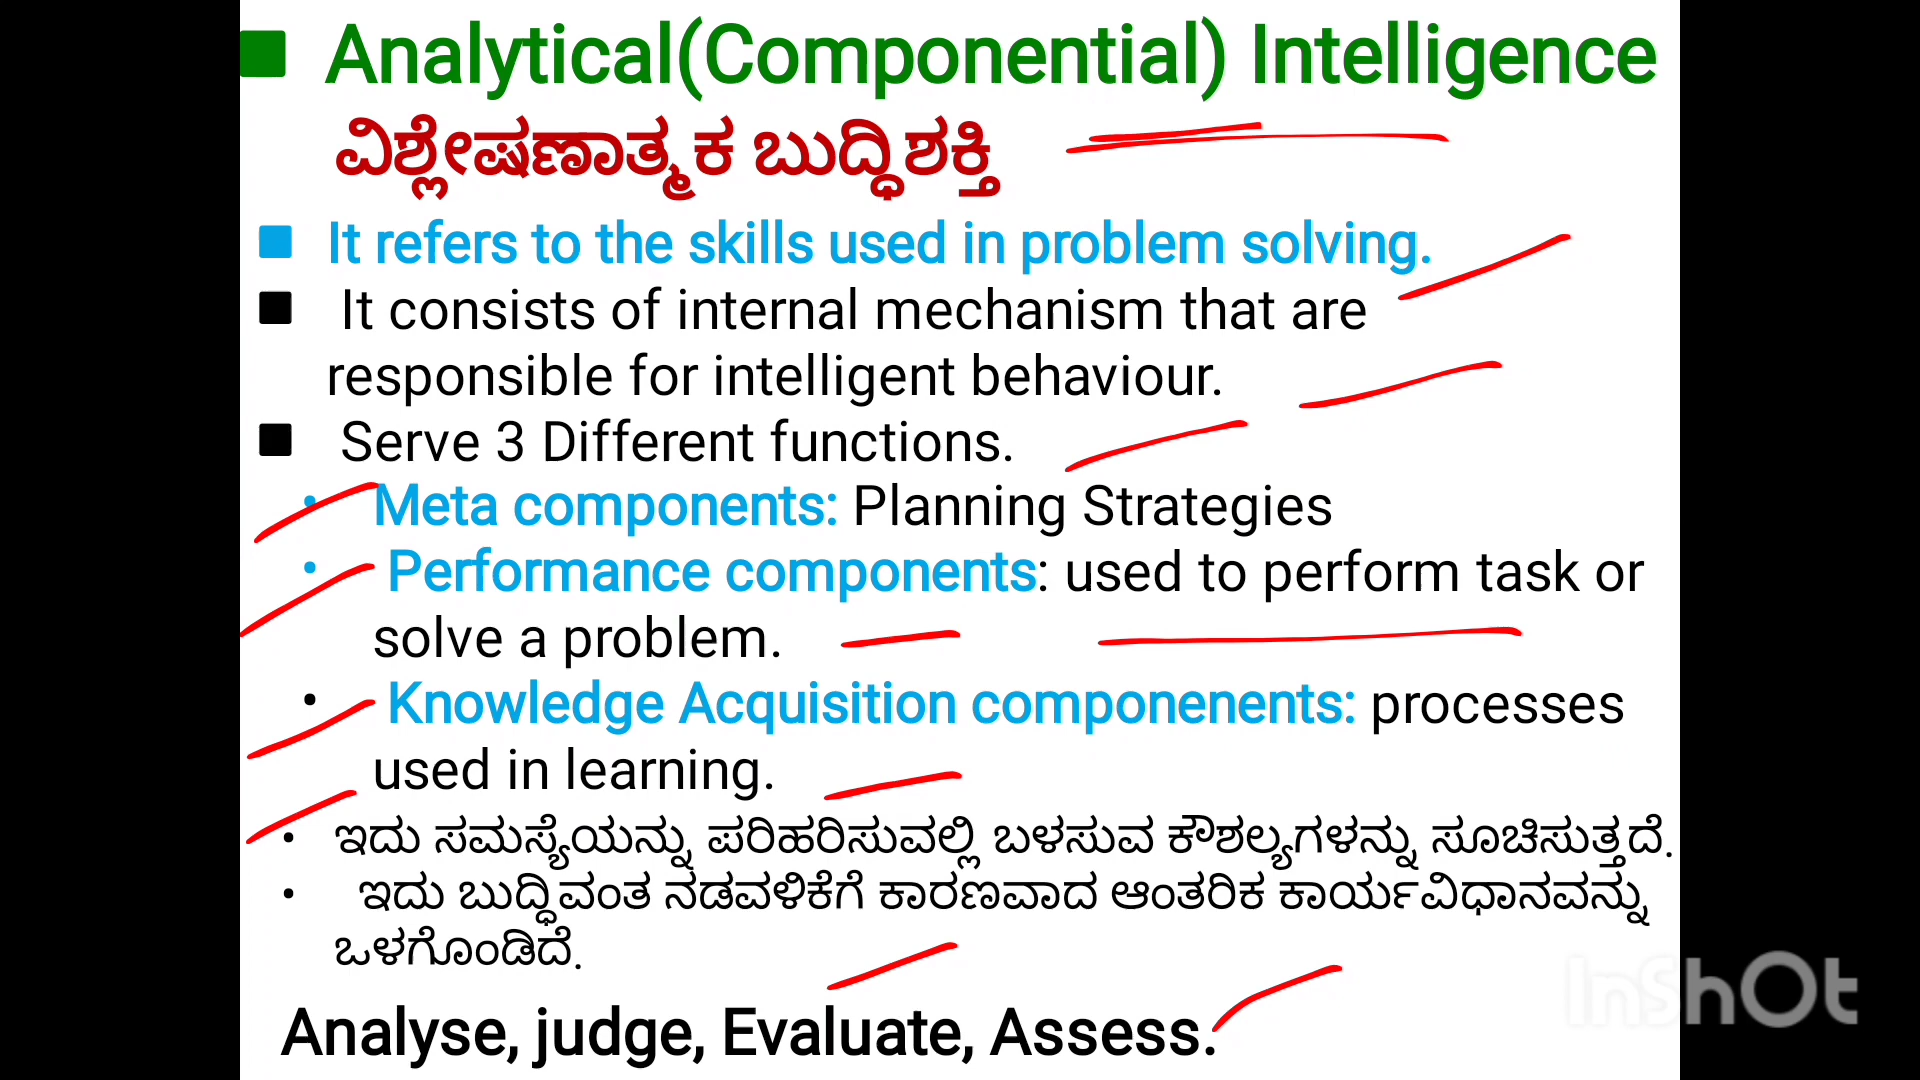 Analytical(Componential) Intelligence
ವಿಶ್ಲೇಷಣಾತ್ಮಕ ಬುದ್ಧಿಶಕ್ತಿ
It refers to the skills used in problem solving.
It consists of internal mechanism that are
responsible for intelligent behaviour.
Serve 3 Different functions.
Meta components: Planning Strategies
Performance components: used to perform task or
solve a problem.
Knowledge Acquisition componenents: processes
used in learning.
ಇದು ಸಮಸ್ಯೆಯನ್ನು ಪರಿಹರಿಸುವಲ್ಲಿ ಬಳಸುವ ಕೌಶಲ್ಯಗಳನ್ನು ಸೂಚಿಸುತ್ತದೆ.
ಇದು ಬುದ್ಧಿವಂತ ನಡವಳಿಕೆಗೆ ಕಾರಣವಾದ ಆಂತರಿಕ ಕಾರ್ಯವಿಧಾನವನ್ನು
ಒಳಗೊಂಡಿದೆ.
Analyse, judge, Evaluate, Assess.
InShOt